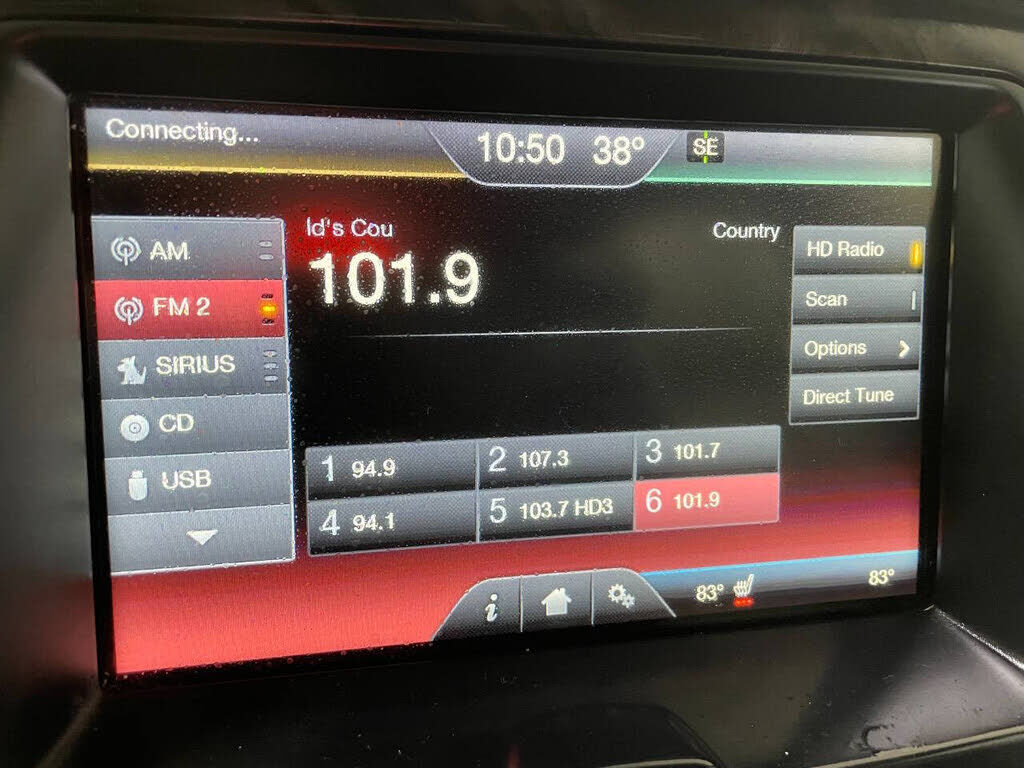 Connecting...
10:50 38° SE
AM
FM 2
SIRIUS
CD
USB
Id's Cou
Country
101.9
1 94.9
2 107.3
3 101.7
4 94.1
5 103.7 HD3
6 101.9
HD Radio
Scan
Options
Direct Tune
i
83°
83°